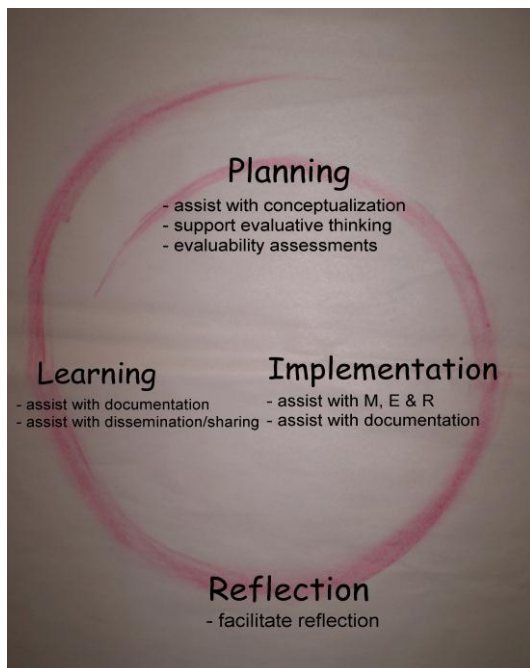 Planning
- assist with conceptualization
- support evaluative thinking
- evaluability assessments
Learning
- assist with documentation
- assist with dissemination/sharing
Implementation
- assist with M, E & R
- assist with documentation
Reflection
- facilitate reflection